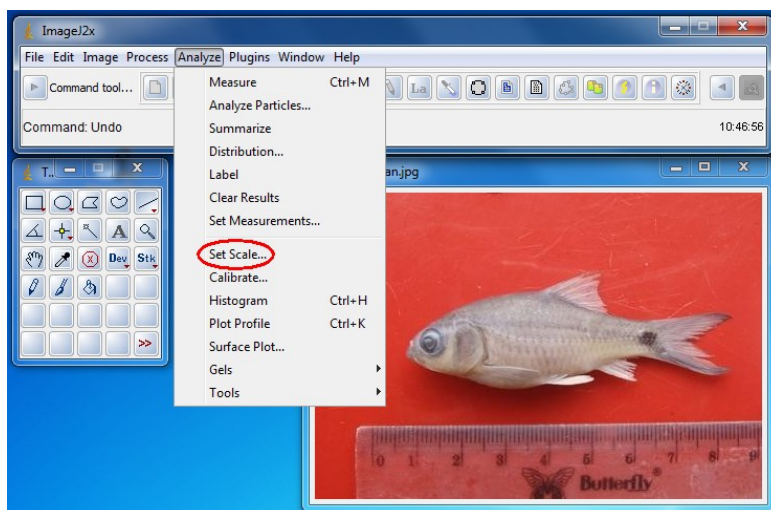 ImageJ2x
File Edit Image Process Analyze Plugins Window Help
Command tool...
La
Command: Undo
10:46:56
Measure Ctrl+M
Analyze Particles...
Summarize
Distribution...
Label
Clear Results
Set Measurements...
Set Scale...
Calibrate...
Histogram Ctrl+H
Plot Profile Ctrl+K
Surface Plot...
Gels
Tools
T..
A
Dev Stk
>>
an.jpg
0 1 2 3 4 5 6 7 8 9
Butterfly